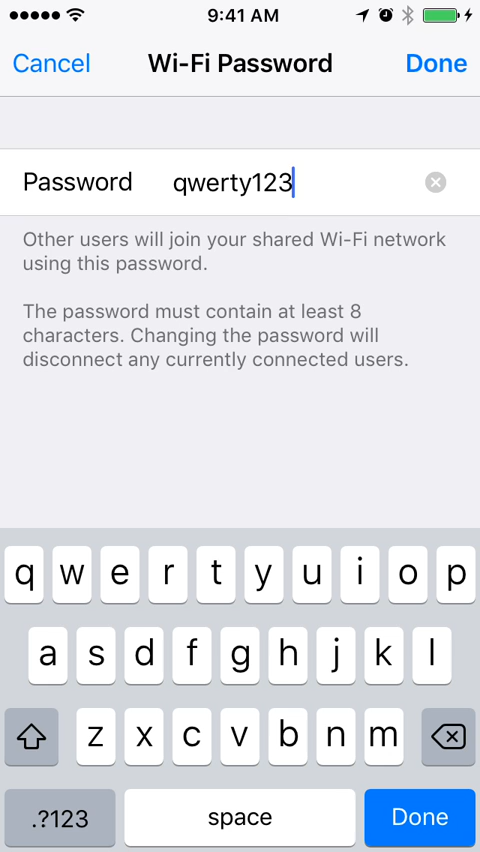 9:41 AM
Cancel Wi-Fi Password Done
Password qwerty123
Other users will join your shared Wi-Fi network
using this password.
The password must contain at least 8
characters. Changing the password will
disconnect any currently connected users.
q w e r t y u i o p
a s d f g h j k l
z x c v b n m
.?123 space Done